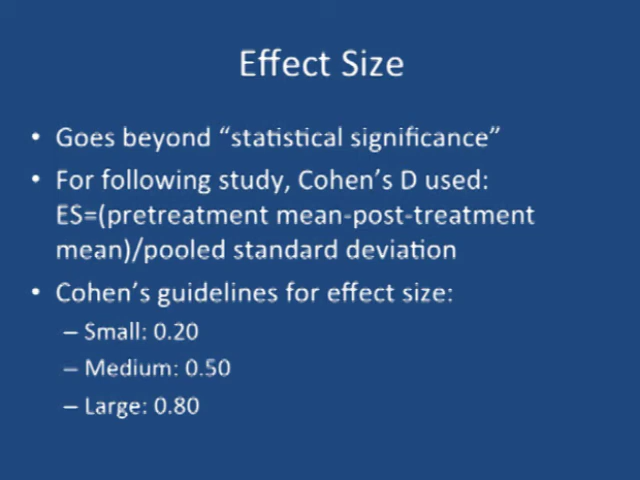 Effect Size
• Goes beyond “statistical significance”
• For following study, Cohen’s D used:
ES=(pretreatment mean-post-treatment
mean)/pooled standard deviation
• Cohen’s guidelines for effect size:
– Small: 0.20
– Medium: 0.50
– Large: 0.80